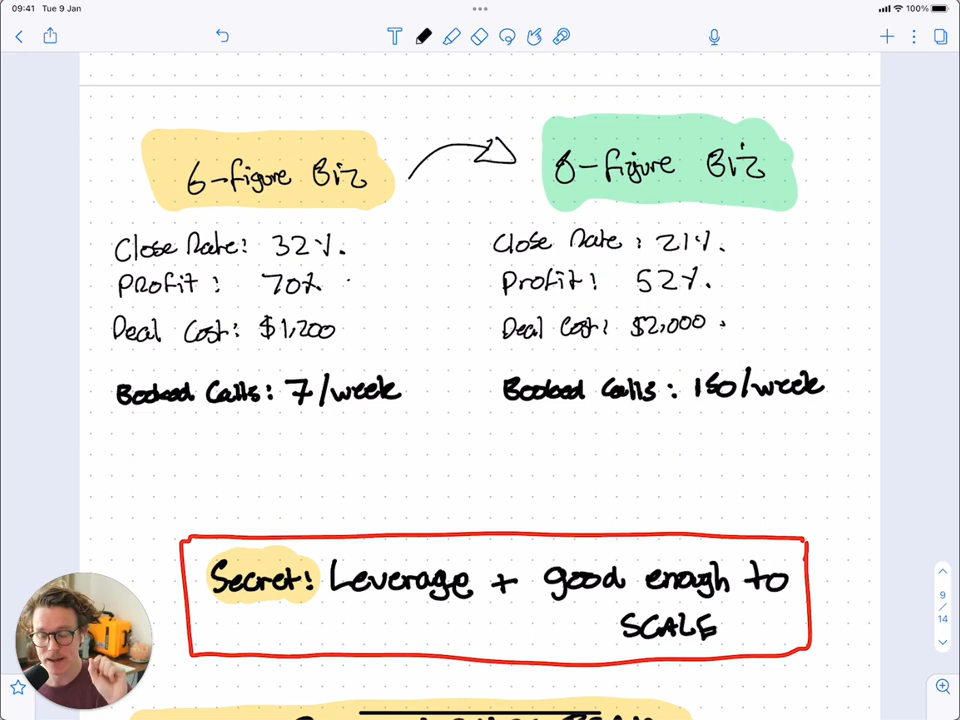 09:41 Tue 9 Jan
100%
6-figure Biz
8-figure Biz
Close Rate: 32%.
Profit: 70%
Deal Cost: $1,200
Booked Calls: 7/week
Close Rate: 21%.
Profit: 52%.
Deal Cost: $2,000
Booked Calls: 150/week
Secret! Leverage + good enough to
SCALE
9
/
14